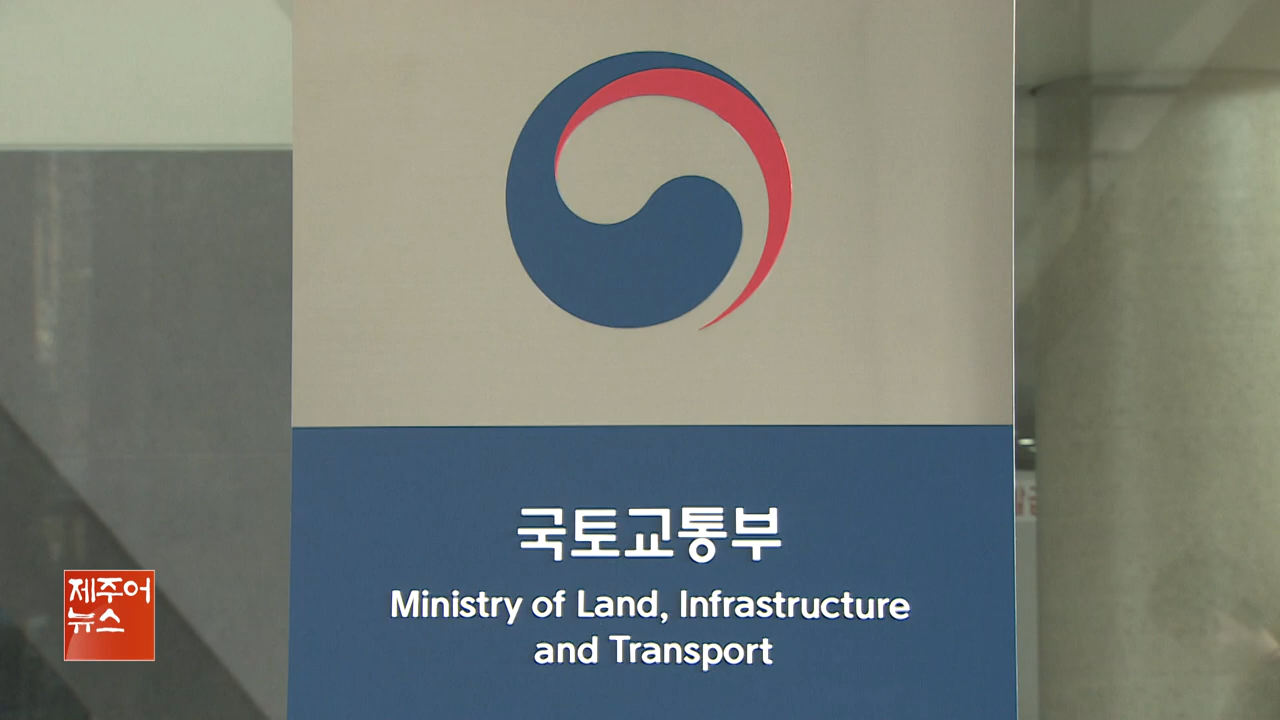 국토교통부
Ministry of Land, Infrastructure
and Transport
제주어
뉴스